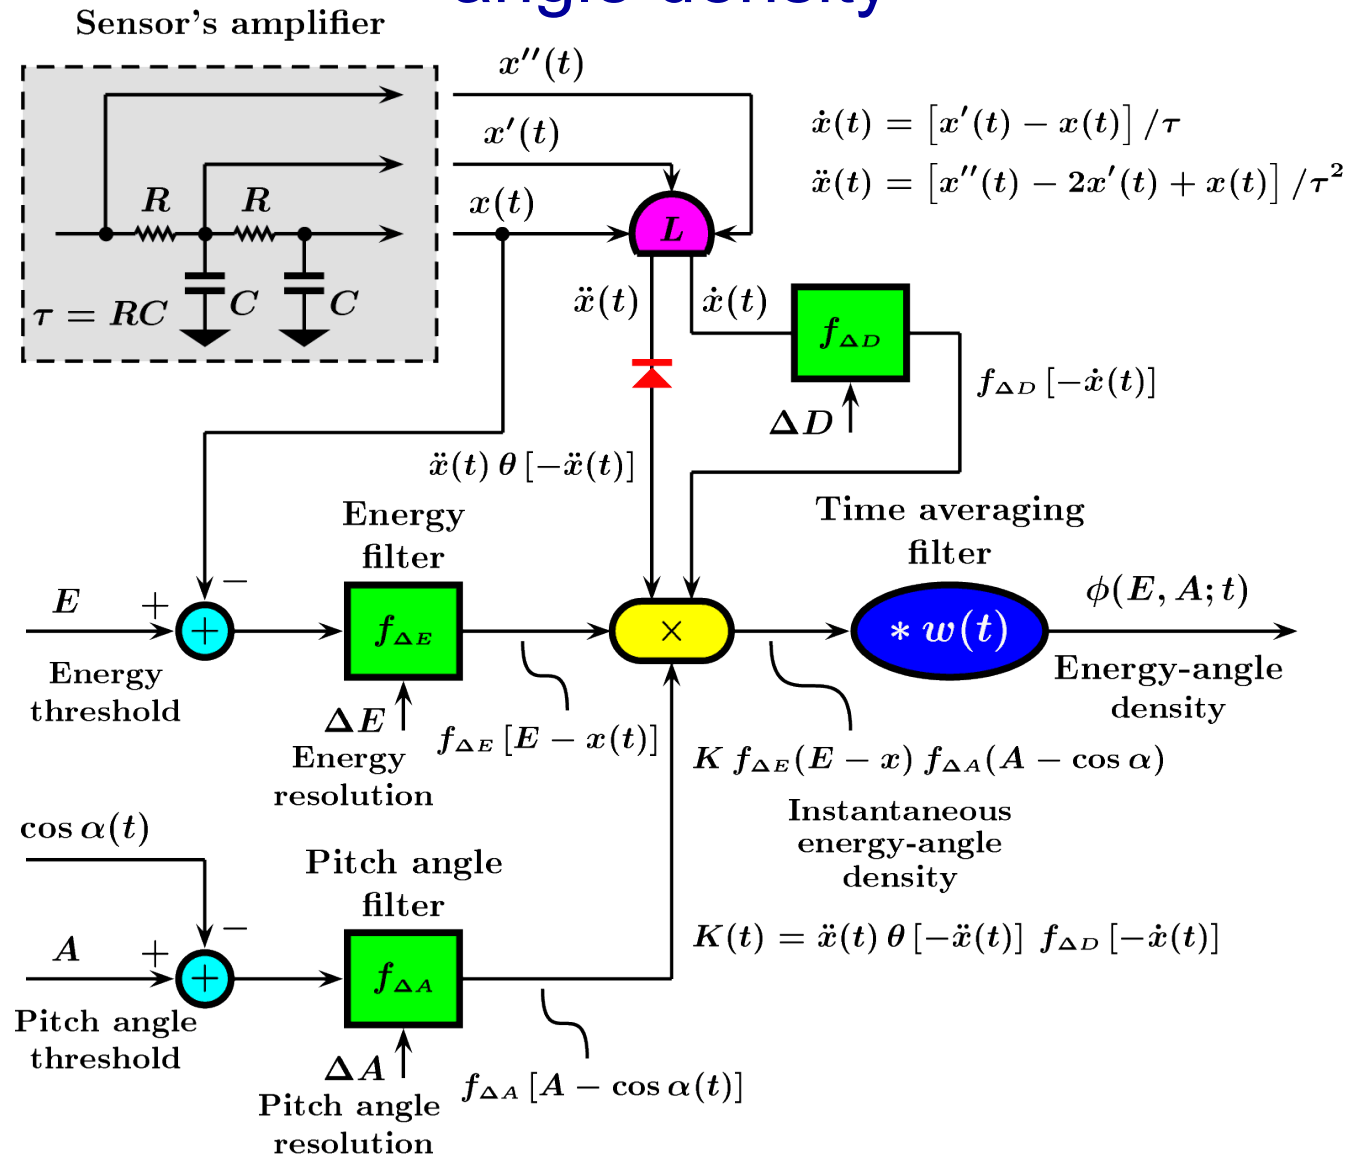 angle density
Sensor's amplifier
x''(t)
x'(t)
x(t)
R
R
C
C
τ = RC
L
ẋ(t) = [x'(t) − x(t)] /τ
ẍ(t) = [x''(t) − 2x'(t) + x(t)] /τ²
ẍ(t)
ẋ(t)
f_ΔD
ΔD
f_ΔD [−ẋ(t)]
ẍ(t) θ [−ẍ(t)]
Energy
filter
Time averaging
filter
E
+
−
+
f_ΔE
×
∗ w(t)
ϕ(E, A; t)
Energy
threshold
Energy-angle
density
ΔE
Energy
resolution
f_ΔE [E − x(t)]
K f_ΔE(E − x) f_ΔA(A − cos α)
Instantaneous
energy-angle
density
cos α(t)
Pitch angle
filter
A
+
−
+
f_ΔA
K(t) = ẍ(t) θ [−ẍ(t)] f_ΔD [−ẋ(t)]
Pitch angle
threshold
ΔA
Pitch angle
resolution
f_ΔA [A − cos α(t)]